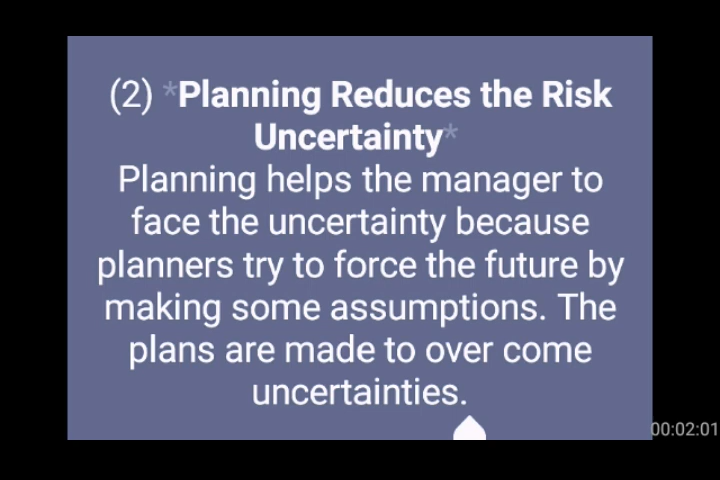 (2) *Planning Reduces the Risk
Uncertainty*
Planning helps the manager to
face the uncertainty because
planners try to force the future by
making some assumptions. The
plans are made to over come
uncertainties.
00:02:01